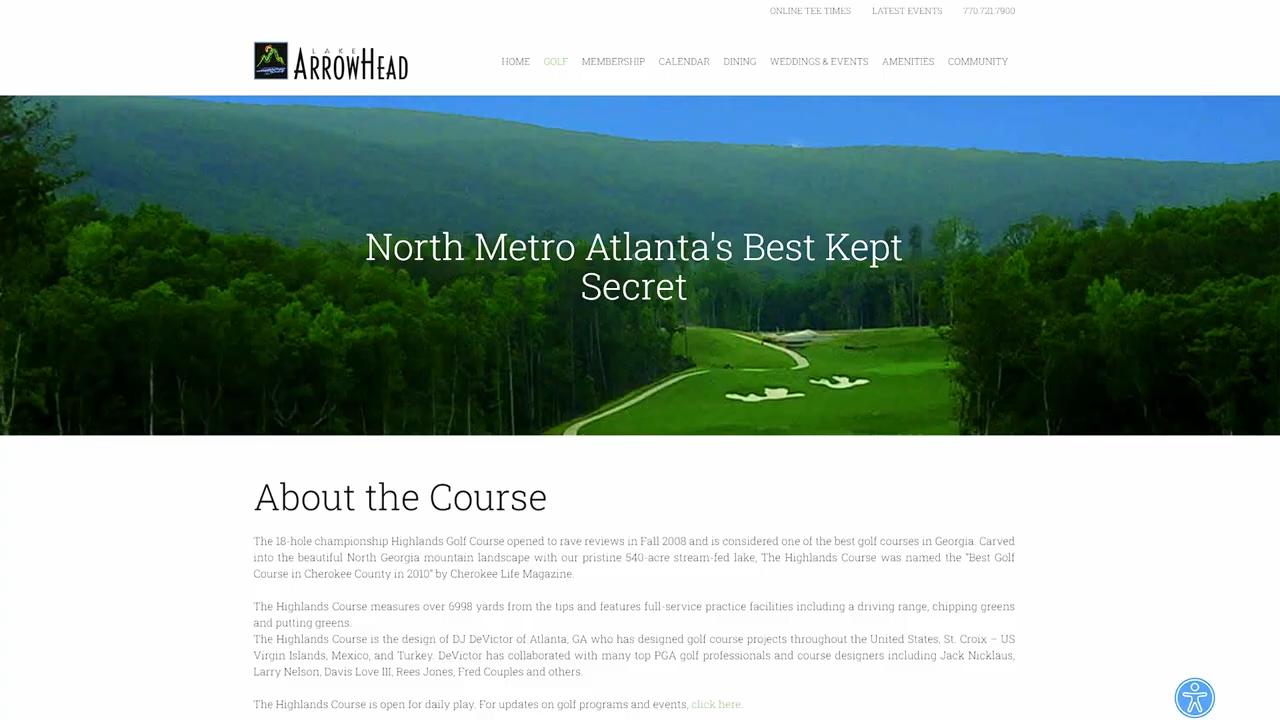 ONLINE TEE TIMES LATEST EVENTS 770.721.7900
LAKE
ARROWHEAD
HOME GOLF MEMBERSHIP CALENDAR DINING WEDDINGS & EVENTS AMENITIES COMMUNITY
North Metro Atlanta's Best Kept
Secret
About the Course
The 18-hole championship Highlands Golf Course opened to rave reviews in Fall 2008 and is considered one of the best golf courses in Georgia. Carved
into the beautiful North Georgia mountain landscape with our pristine 540-acre stream-fed lake, The Highlands Course was named the "Best Golf
Course in Cherokee County in 2010" by Cherokee Life Magazine.
The Highlands Course measures over 6998 yards from the tips and features full-service practice facilities including a driving range, chipping greens
and putting greens.
The Highlands Course is the design of DJ DeVictor of Atlanta, GA who has designed golf course projects throughout the United States, St. Croix – US
Virgin Islands, Mexico, and Turkey. DeVictor has collaborated with many top PGA golf professionals and course designers including Jack Nicklaus,
Larry Nelson, Davis Love III, Rees Jones, Fred Couples and others.
The Highlands Course is open for daily play. For updates on golf programs and events, click here.